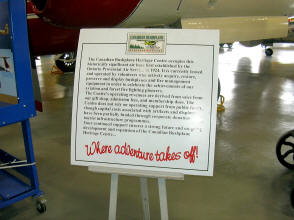 CANADIAN BUSHPLANE
The Canadian Bushplane Heritage Centre occupies this
historically significant air base first established by the
Ontario Provincial Air Service in 1924. It is currently leased
and operated by volunteers who actively acquire, restore,
preserve and display bushplane and fire management
equipment in order to celebrate the achievements of our
aviation and forest fire fighting pioneers.
The Centre's operating revenues are derived from sales from
our gift shop, admission fees, and membership dues. The
Centre does not rely on operating support from public funds,
though capital costs associated with artifacts and displays
have been partially funded through corporate donations
and/or infrastructure programmes.
Your continued support ensures a strong future and on-going
development and expansion of the Canadian Bushplane
Heritage Centre.
Where adventure takes off!